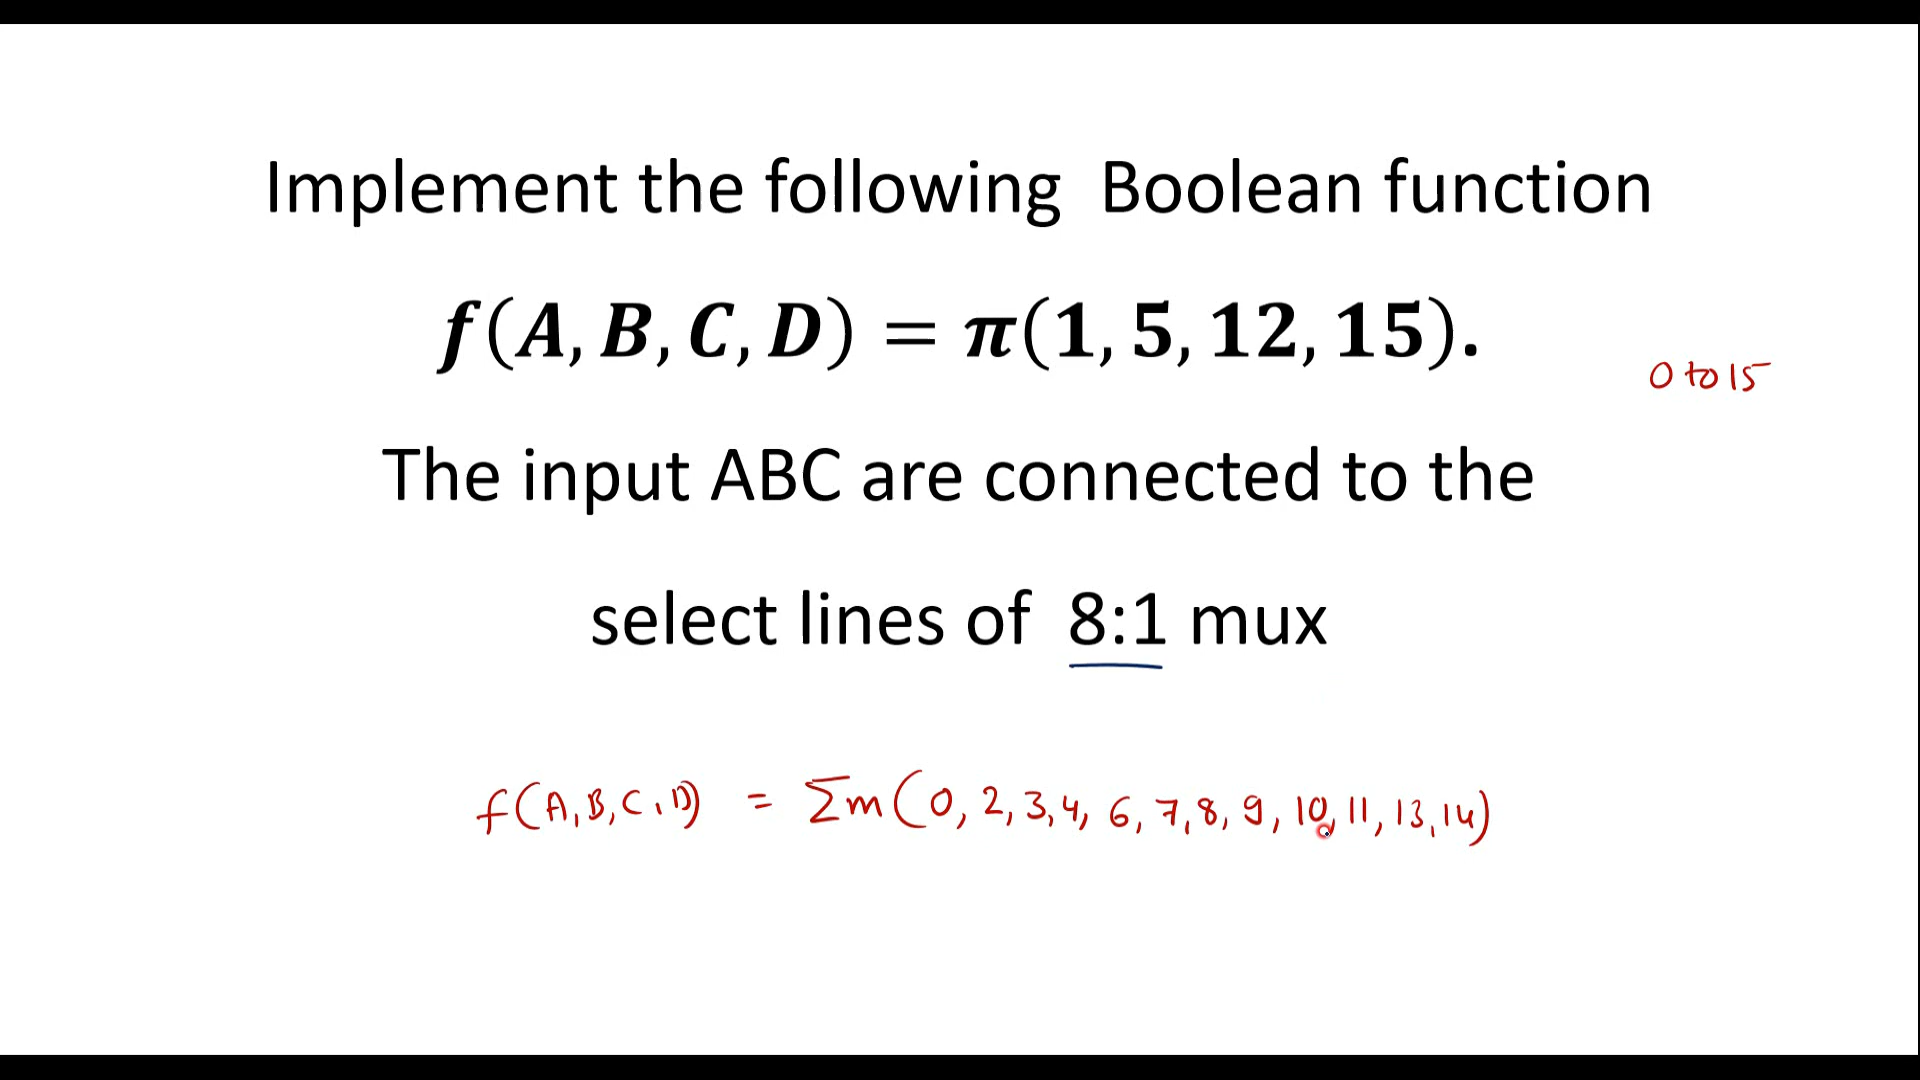 Implement the following Boolean function
f(A, B, C, D) = π(1, 5, 12, 15).
0 to 15
The input ABC are connected to the
select lines of 8:1 mux
f(A,B,C,D) = Σm(0, 2, 3, 4, 6, 7, 8, 9, 10, 11, 13, 14)